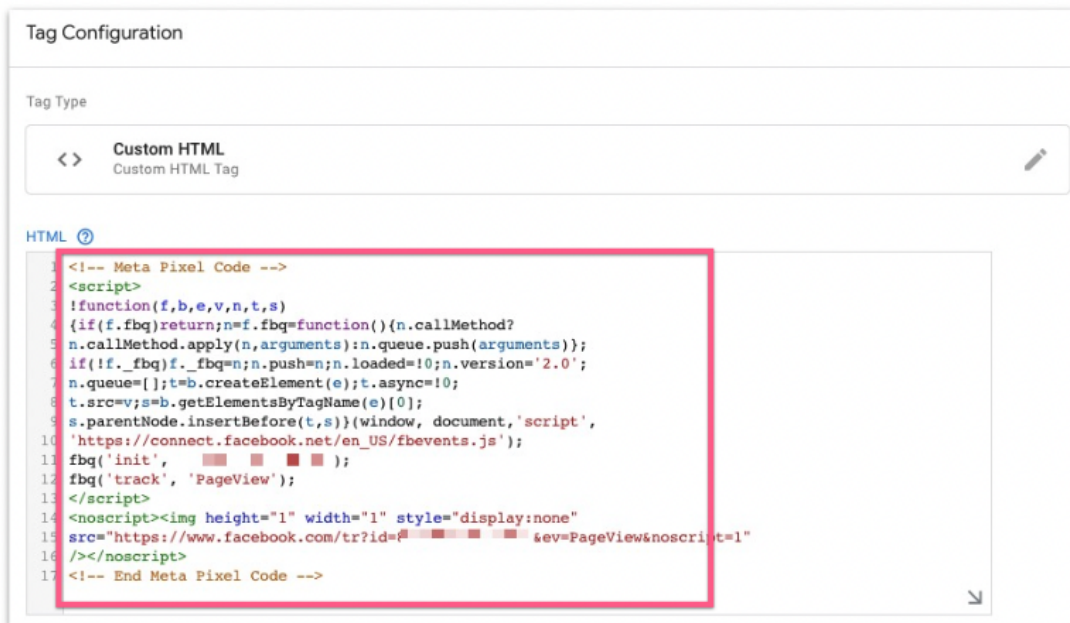 Tag Configuration
Tag Type
Custom HTML
Custom HTML Tag
HTML
1 <!-- Meta Pixel Code -->
2 <script>
3 !function(f,b,e,v,n,t,s)
4 {if(f.fbq)return;n=f.fbq=function(){n.callMethod?
5 n.callMethod.apply(n,arguments):n.queue.push(arguments)};
6 if(!f._fbq)f._fbq=n;n.push=n;n.loaded=!0;n.version='2.0';
7 n.queue=[];t=b.createElement(e);t.async=!0;
8 t.src=v;s=b.getElementsByTagName(e)[0];
9 s.parentNode.insertBefore(t,s)}(window, document,'script',
10 'https://connect.facebook.net/en_US/fbevents.js');
11 fbq('init', );
12 fbq('track', 'PageView');
13 </script>
14 <noscript><img height="1" width="1" style="display:none"
15 src="https://www.facebook.com/tr?id= &ev=PageView&noscript=1"
16 /></noscript>
17 <!-- End Meta Pixel Code -->